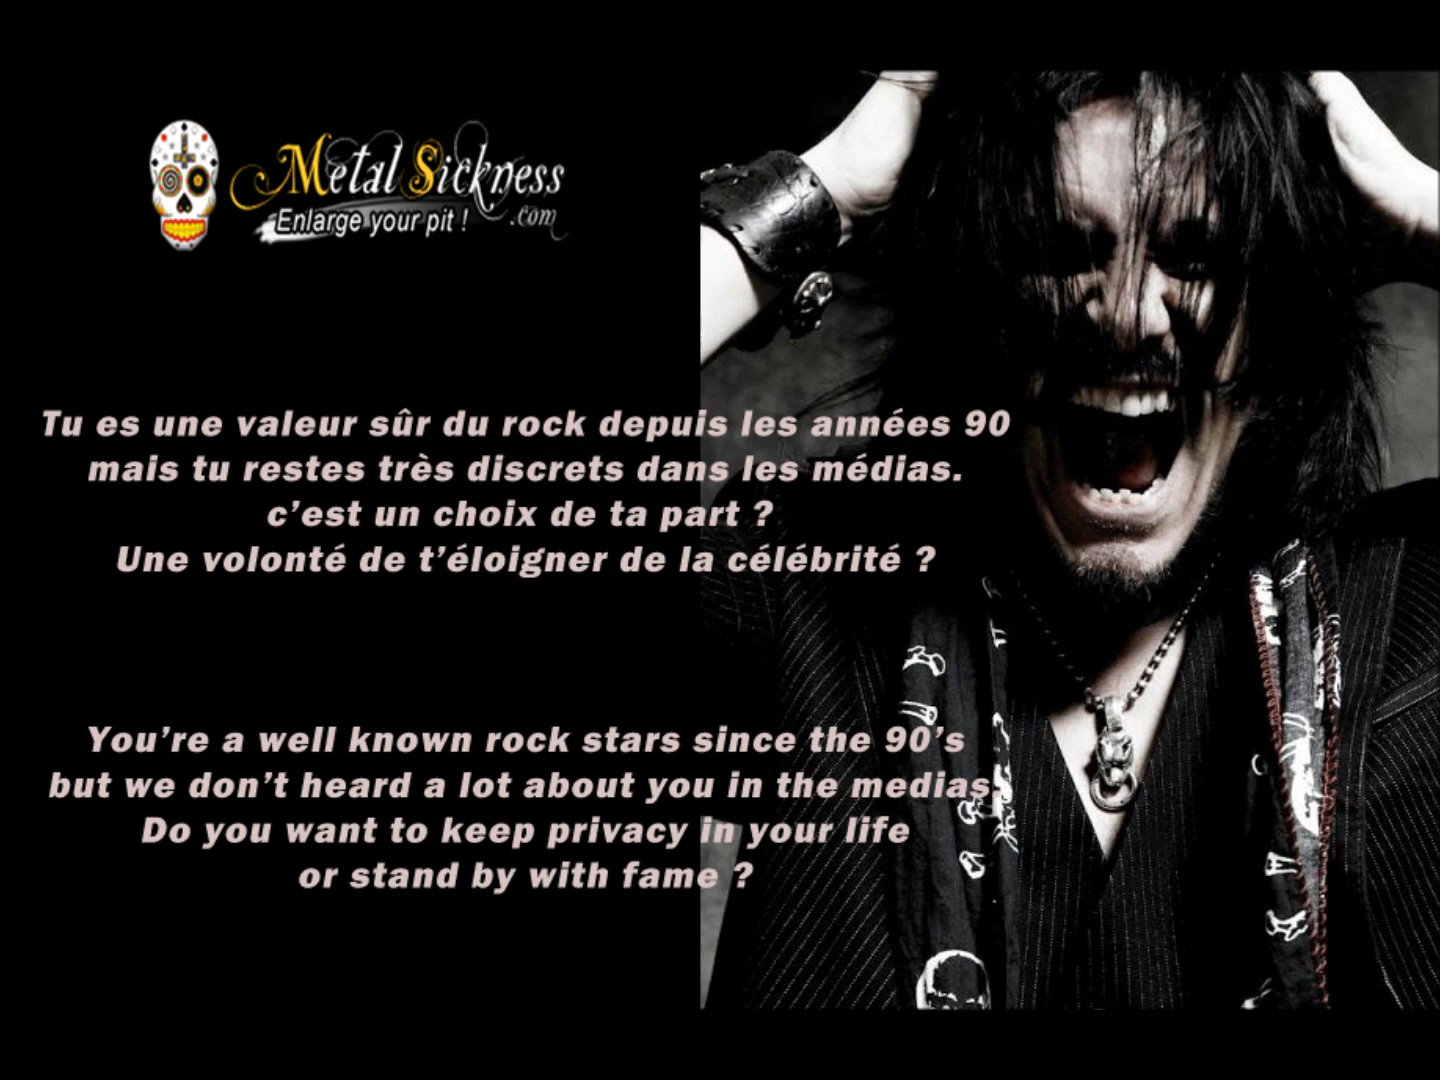 Metal Sickness
.com
Enlarge your pit !
Tu es une valeur sûr du rock depuis les années 90
mais tu restes très discrets dans les médias.
c’est un choix de ta part ?
Une volonté de t’éloigner de la célébrité ?
You’re a well known rock stars since the 90’s
but we don’t heard a lot about you in the medias.
Do you want to keep privacy in your life
or stand by with fame ?